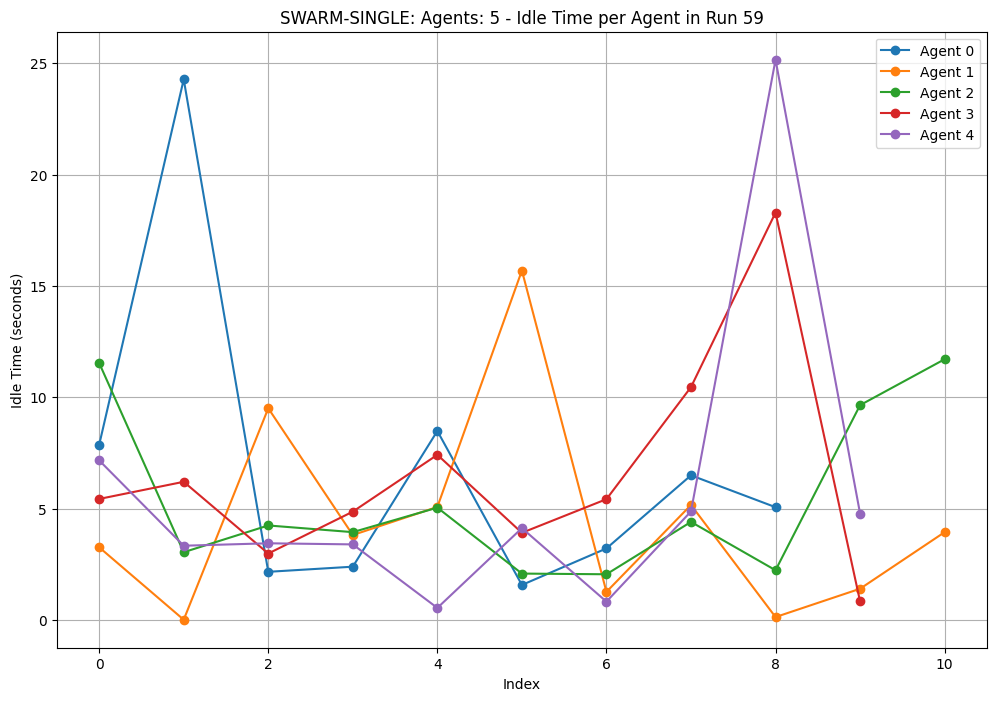 SWARM-SINGLE: Agents: 5 - Idle Time per Agent in Run 59
Agent 0
Agent 1
Agent 2
Agent 3
Agent 4
Idle Time (seconds)
25
20
15
10
5
0
0 2 4 6 8 10
Index